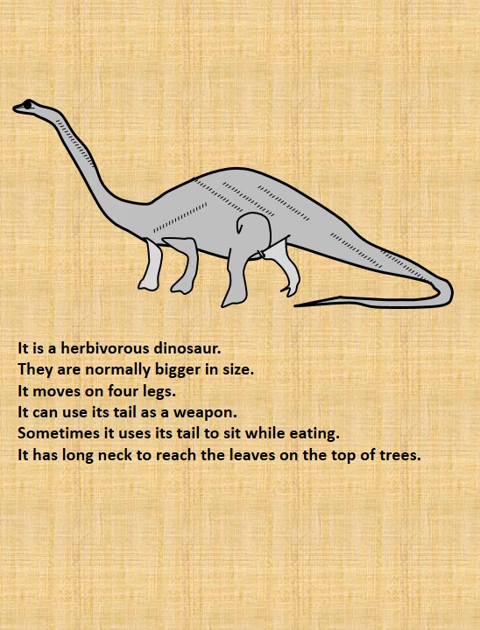 It is a herbivorous dinosaur.
They are normally bigger in size.
It moves on four legs.
It can use its tail as a weapon.
Sometimes it uses its tail to sit while eating.
It has long neck to reach the leaves on the top of trees.